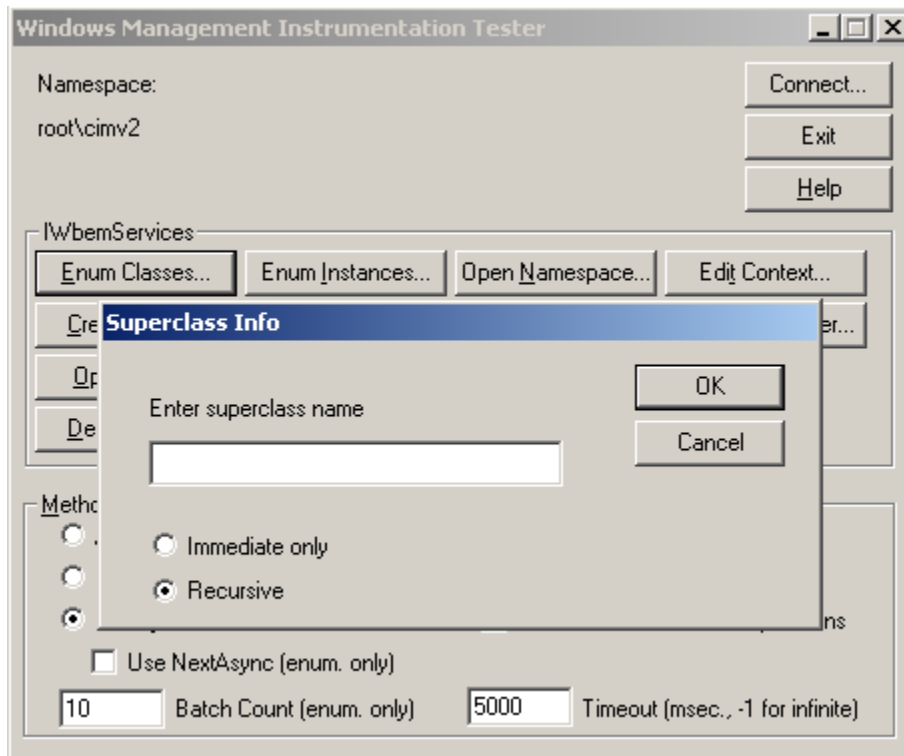 Windows Management Instrumentation Tester
Namespace:
Connect...
root\cimv2
Exit
Help
IWbemServices
Enum Classes...
Enum Instances...
Open Namespace...
Edit Context...
Superclass Info
Enter superclass name
OK
Cancel
Immediate only
Recursive
Use NextAsync (enum. only)
10
Batch Count (enum. only)
5000
Timeout (msec., -1 for infinite)